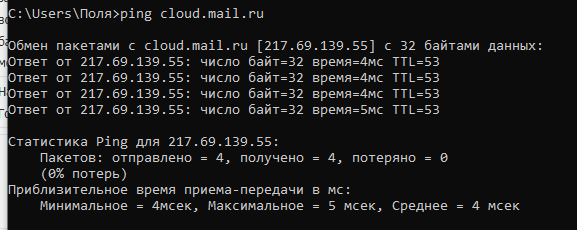 C:\Users\Поля>ping cloud.mail.ru
Обмен пакетами с cloud.mail.ru [217.69.139.55] с 32 байтами данных:
Ответ от 217.69.139.55: число байт=32 время=4мс TTL=53
Ответ от 217.69.139.55: число байт=32 время=4мс TTL=53
Ответ от 217.69.139.55: число байт=32 время=4мс TTL=53
Ответ от 217.69.139.55: число байт=32 время=5мс TTL=53
Статистика Ping для 217.69.139.55:
Пакетов: отправлено = 4, получено = 4, потеряно = 0
(0% потерь)
Приблизительное время приема-передачи в мс:
Минимальное = 4мсек, Максимальное = 5 мсек, Среднее = 4 мсек